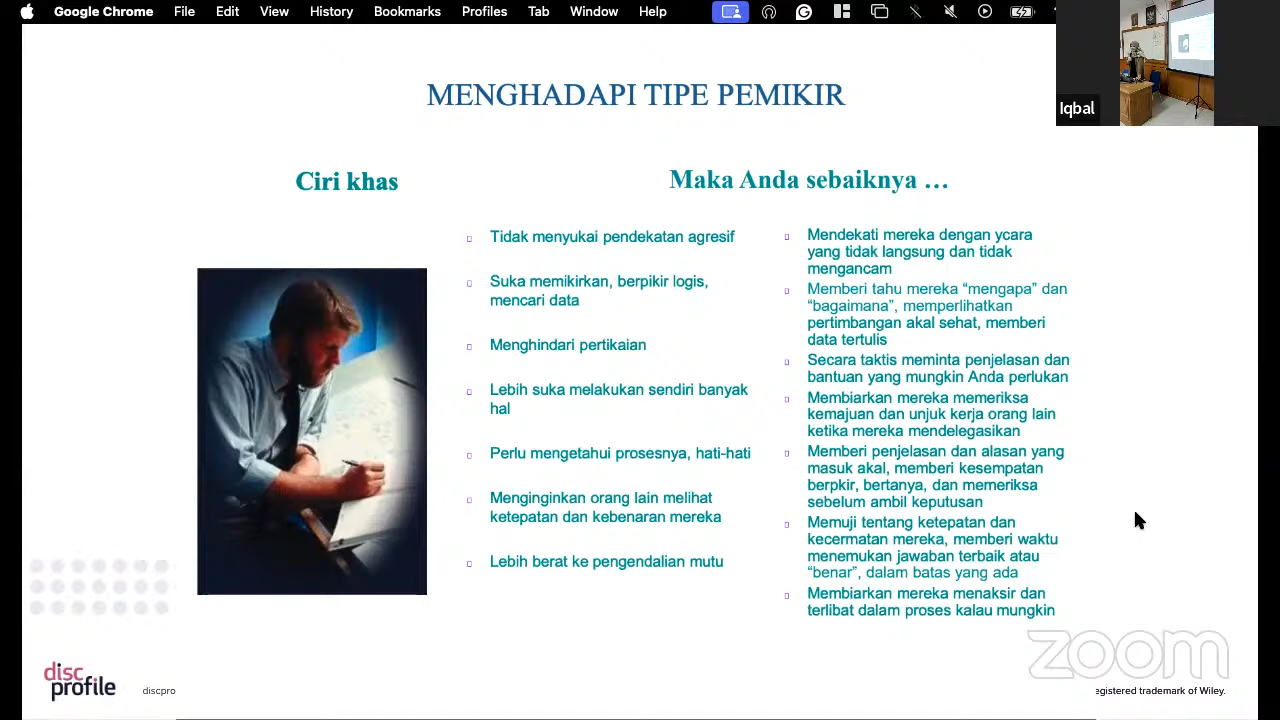 Google Chrome File Edit View History Bookmarks Profiles Tab Window Help
Iqbal
MENGHADAPI TIPE PEMIKIR
Ciri khas
Maka Anda sebaiknya …
Tidak menyukai pendekatan agresif
Suka memikirkan, berpikir logis,
mencari data
Menghindari pertikaian
Lebih suka melakukan sendiri banyak
hal
Perlu mengetahui prosesnya, hati-hati
Menginginkan orang lain melihat
ketepatan dan kebenaran mereka
Lebih berat ke pengendalian mutu
Mendekati mereka dengan ycara
yang tidak langsung dan tidak
mengancam
Memberi tahu mereka “mengapa” dan
“bagaimana”, memperlihatkan
pertimbangan akal sehat, memberi
data tertulis
Secara taktis meminta penjelasan dan
bantuan yang mungkin Anda perlukan
Membiarkan mereka memeriksa
kemajuan dan unjuk kerja orang lain
ketika mereka mendelegasikan
Memberi penjelasan dan alasan yang
masuk akal, memberi kesempatan
berpkir, bertanya, dan memeriksa
sebelum ambil keputusan
Memuji tentang ketepatan dan
kecermatan mereka, memberi waktu
menemukan jawaban terbaik atau
“benar”, dalam batas yang ada
Membiarkan mereka menaksir dan
terlibat dalam proses kalau mungkin
zoom
disc
profile
discpro
egistered trademark of Wiley.